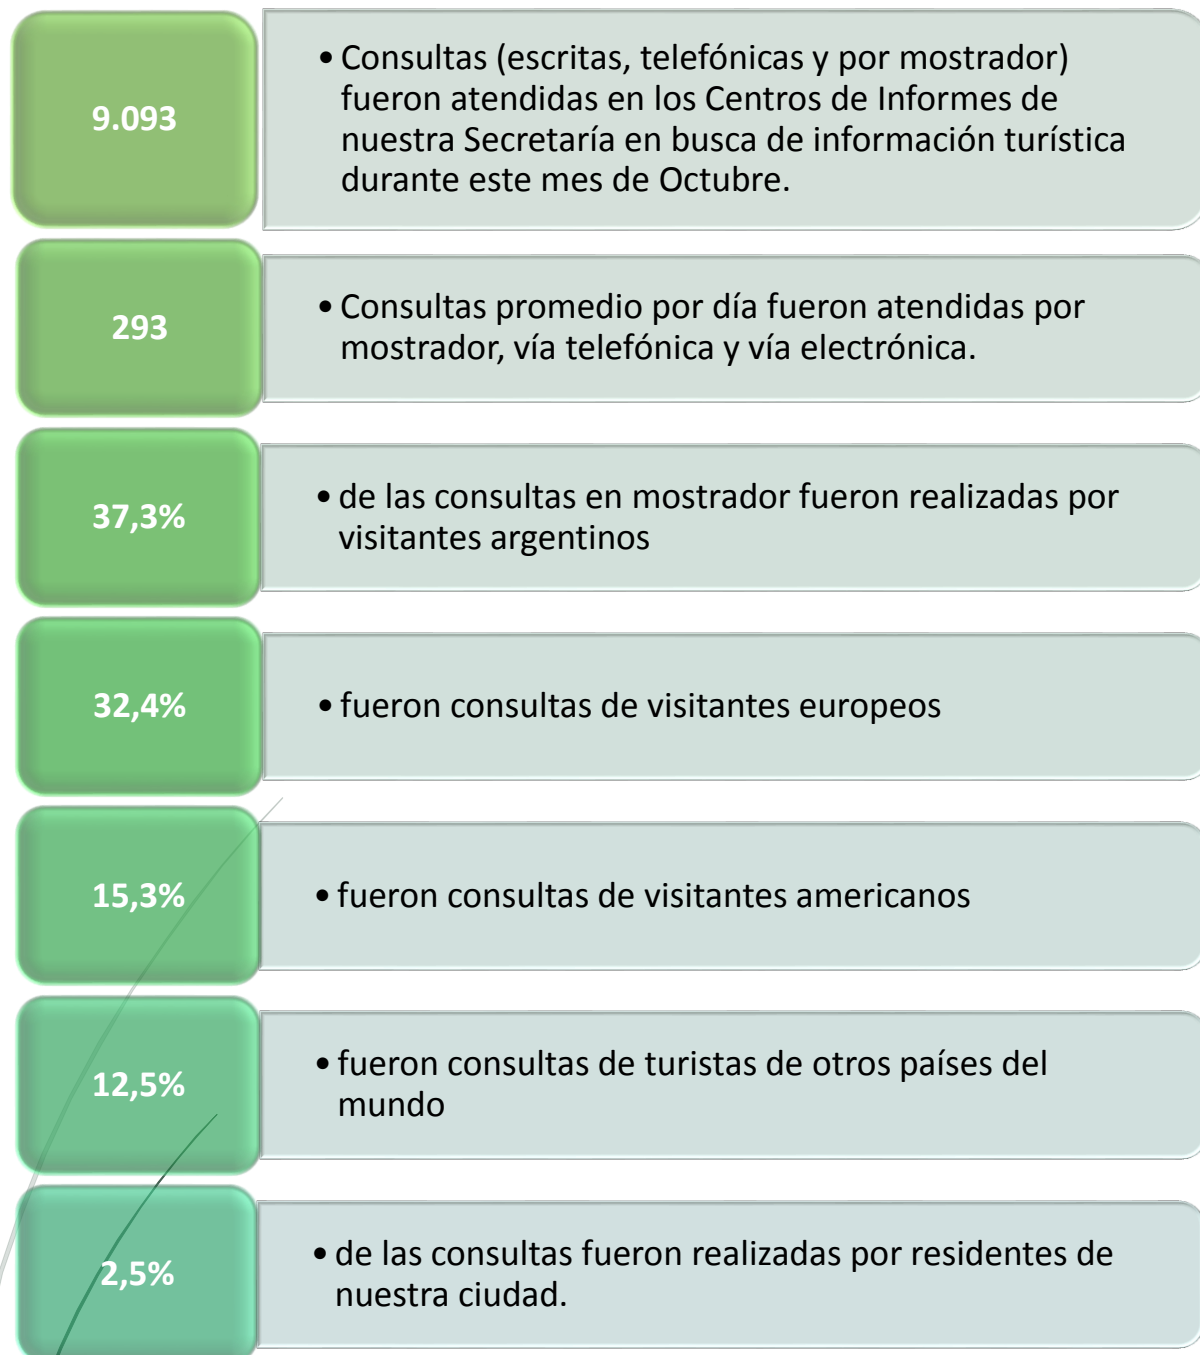 9.093
• Consultas (escritas, telefónicas y por mostrador)
fueron atendidas en los Centros de Informes de
nuestra Secretaría en busca de información turística
durante este mes de Octubre.
293
• Consultas promedio por día fueron atendidas por
mostrador, vía telefónica y vía electrónica.
37,3%
• de las consultas en mostrador fueron realizadas por
visitantes argentinos
32,4%
• fueron consultas de visitantes europeos
15,3%
• fueron consultas de visitantes americanos
12,5%
• fueron consultas de turistas de otros países del
mundo
2,5%
• de las consultas fueron realizadas por residentes de
nuestra ciudad.